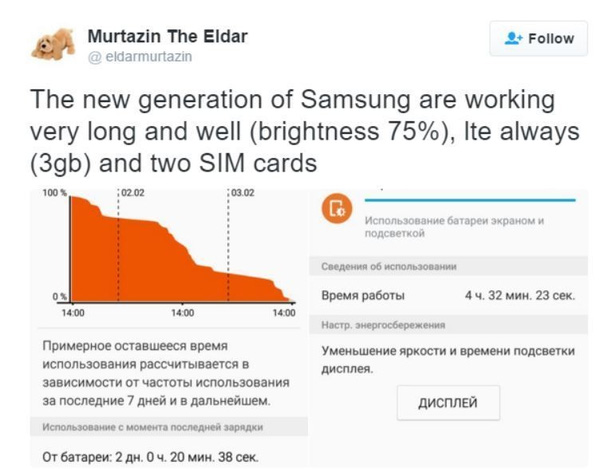 Murtazin The Eldar
@ eldarmurtazin
Follow
The new generation of Samsung are working
very long and well (brightness 75%), lte always
(3gb) and two SIM cards
100 %
02.02
03.02
0 %
14:00
14:00
14:00
Примерное оставшееся время
использования рассчитывается в
зависимости от частоты использования
за последние 7 дней и в дальнейшем.
Использование с момента последней зарядки
От батареи: 2 дн. 0 ч. 20 мин. 38 сек.
Использование батареи экраном и
подсветкой
Сведения об использовании
Время работы 4 ч. 32 мин. 23 сек.
Настр. энергосбережения
Уменьшение яркости и времени подсветки
дисплея.
ДИСПЛЕЙ